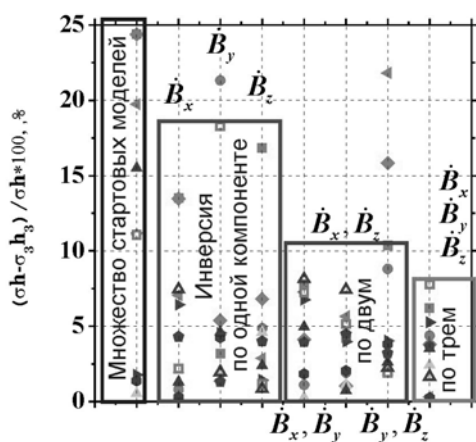 (σh-σ₃h₃)/σh*100, %
25
20
15
10
5
0
Множество стартовых моделей
Ḃx
Ḃy
Ḃz
Инверсия
по одной компоненте
Ḃx, Ḃz
по двум
Ḃx, Ḃy
Ḃy, Ḃz
Ḃx
Ḃy
Ḃz
по трем